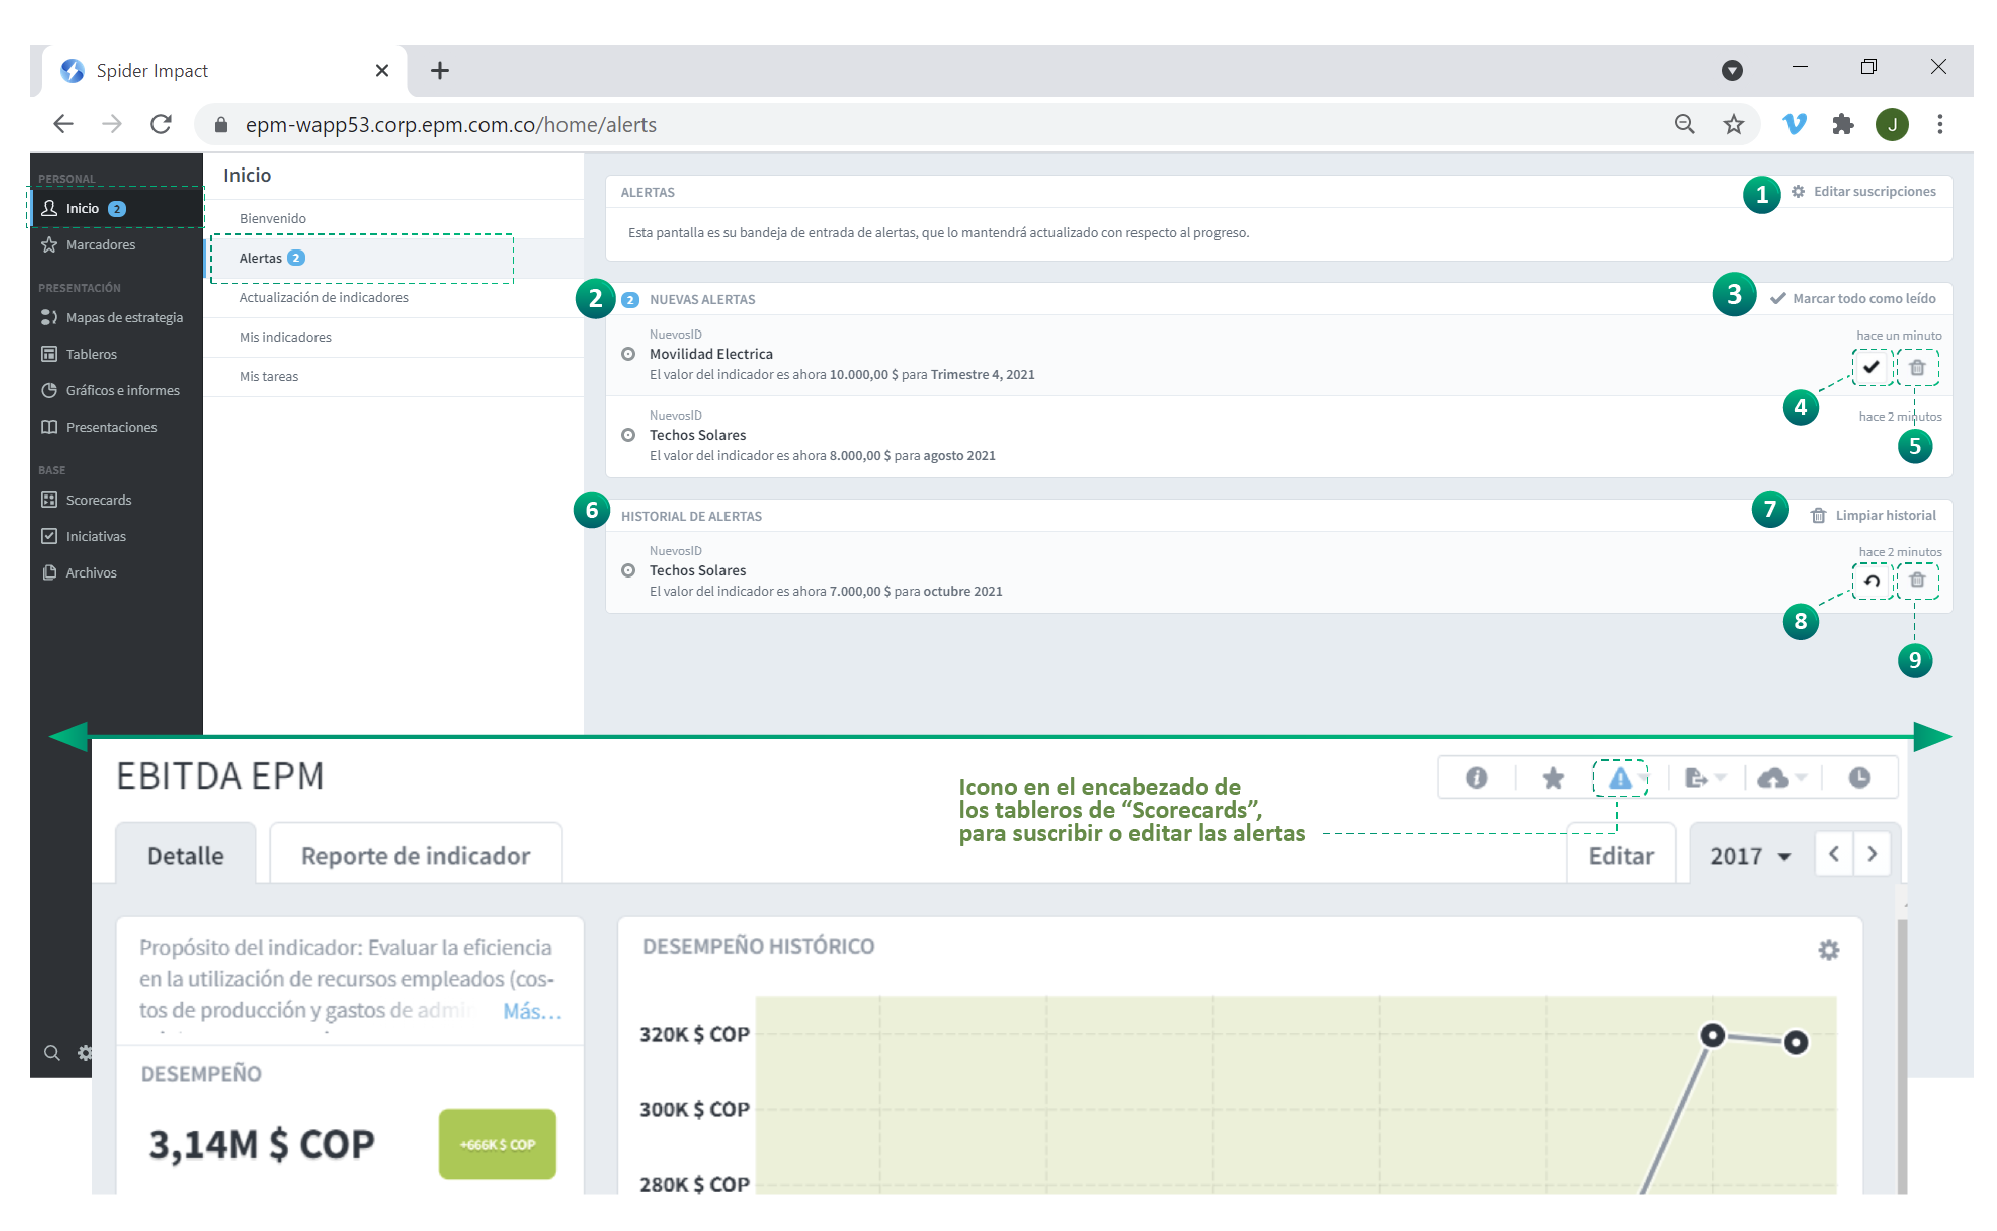 Spider Impact
epm-wapp53.corp.epm.com.co/home/alerts
J
PERSONAL
Inicio 2
Marcadores
PRESENTACIÓN
Mapas de estrategia
Tableros
Gráficos e informes
Presentaciones
BASE
Scorecards
Iniciativas
Archivos
Inicio
Bienvenido
Alertas 2
Actualización de indicadores
Mis indicadores
Mis tareas
ALERTAS
1 Editar suscripciones
Esta pantalla es su bandeja de entrada de alertas, que lo mantendrá actualizado con respecto al progreso.
2 2 NUEVAS ALERTAS
3 Marcar todo como leído
NuevosID
hace un minuto
Movilidad Electrica
El valor del indicador es ahora 10.000,00 $ para Trimestre 4, 2021
4
NuevosID
hace 2 minutos
Techos Solares
El valor del indicador es ahora 8.000,00 $ para agosto 2021
5
6 HISTORIAL DE ALERTAS
7 Limpiar historial
NuevosID
hace 2 minutos
Techos Solares
El valor del indicador es ahora 7.000,00 $ para octubre 2021
8
9
EBITDA EPM
Icono en el encabezado de
los tableros de “Scorecards”,
para suscribir o editar las alertas
Detalle
Reporte de indicador
Editar
2017
Propósito del indicador: Evaluar la eficiencia
en la utilización de recursos empleados (cos-
tos de producción y gastos de admi Más...
DESEMPEÑO
3,14M $ COP
+666K $ COP
DESEMPEÑO HISTÓRICO
320K $ COP
300K $ COP
280K $ COP